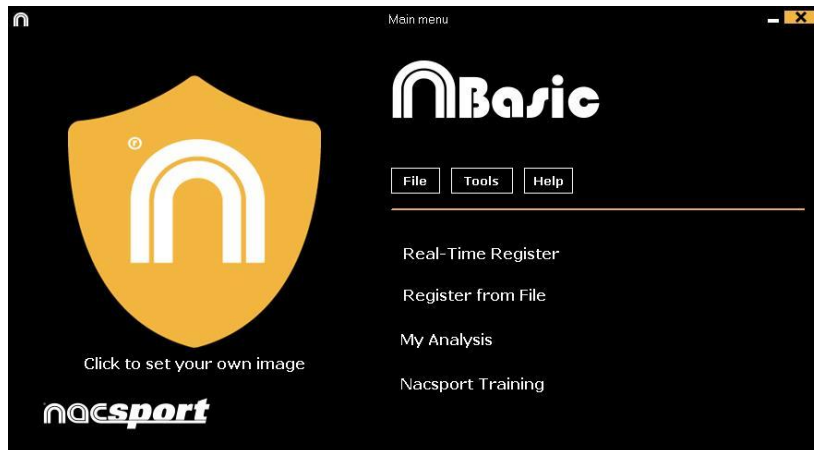 Main menu
Basic
File Tools Help
Real-Time Register
Register from File
My Analysis
Nacsport Training
®
Click to set your own image
nacsport